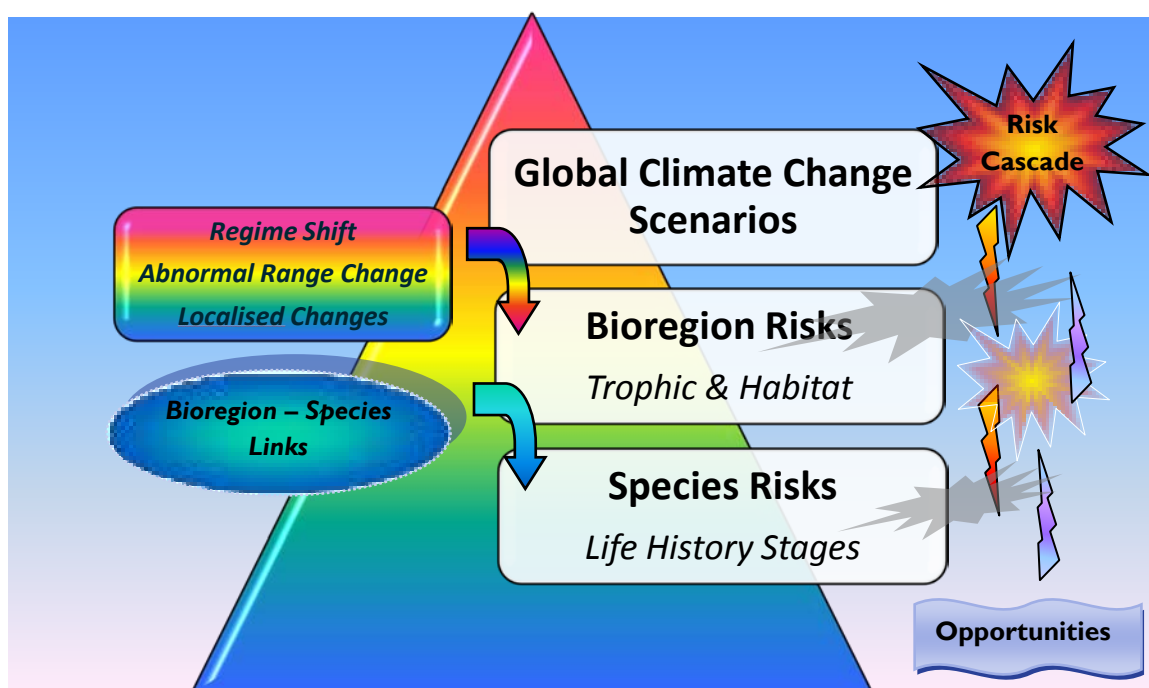 Risk
Cascade
Global Climate Change
Scenarios
Regime Shift
Abnormal Range Change
Localised Changes
Bioregion Risks
Trophic & Habitat
Bioregion – Species
Links
Species Risks
Life History Stages
Opportunities